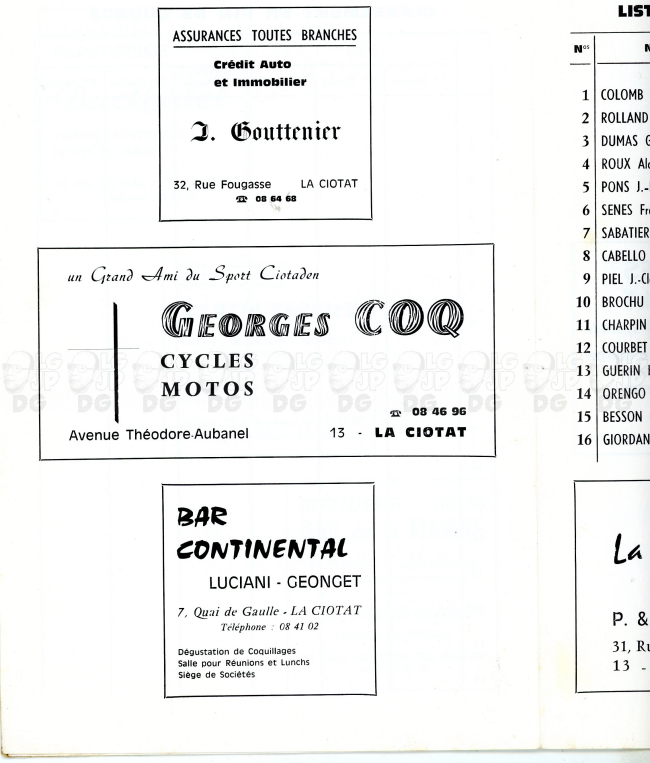 ASSURANCES TOUTES BRANCHES
Crédit Auto
et Immobilier
J. Gouttenier
32, Rue Fougasse LA CIOTAT
☎ 08 64 68
un Grand Ami du Sport Ciotaden
GEORGES COQ
CYCLES
MOTOS
☎ 08 46 96
Avenue Théodore-Aubanel 13 - LA CIOTAT
BAR
CONTINENTAL
LUCIANI - GEONGET
7, Quai de Gaulle - LA CIOTAT
Téléphone : 08 41 02
Dégustation de Coquillages
Salle pour Réunions et Lunchs
Siège de Sociétés
Nos
1 COLOMB
2 ROLLAND
3 DUMAS
4 ROUX
5 PONS J.-
6 SENES
7 SABATIER
8 CABELLO
9 PIEL
10 BROCHU
11 CHARPIN
12 COURBET
13 GUERIN
14 ORENGO
15 BESSON
16 GIORDAN
La
P. &
31,
13 -
LG
JP
DG